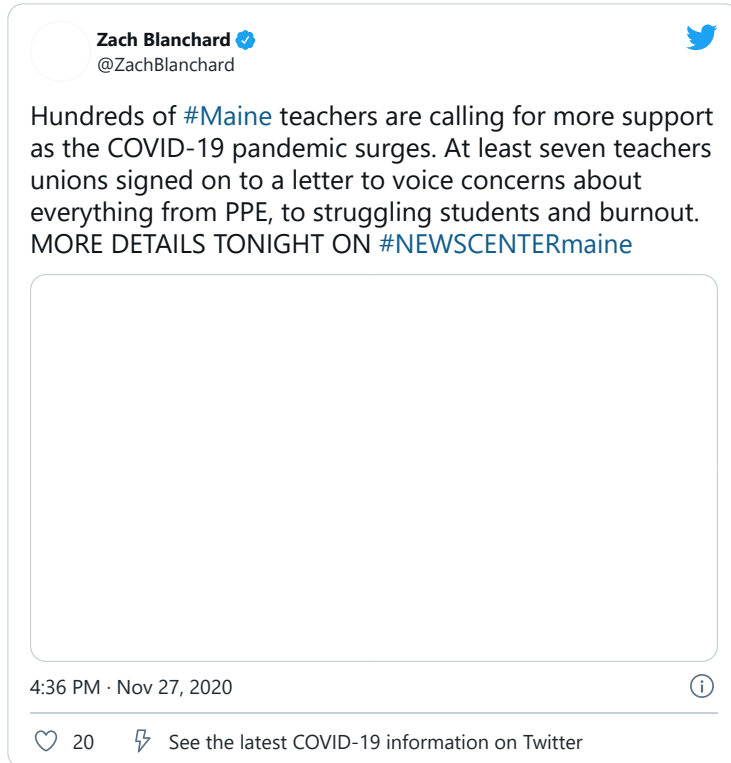 Zach Blanchard
@ZachBlanchard
Hundreds of #Maine teachers are calling for more support
as the COVID-19 pandemic surges. At least seven teachers
unions signed on to a letter to voice concerns about
everything from PPE, to struggling students and burnout.
MORE DETAILS TONIGHT ON #NEWSCENTERmaine
4:36 PM · Nov 27, 2020
20 See the latest COVID-19 information on Twitter